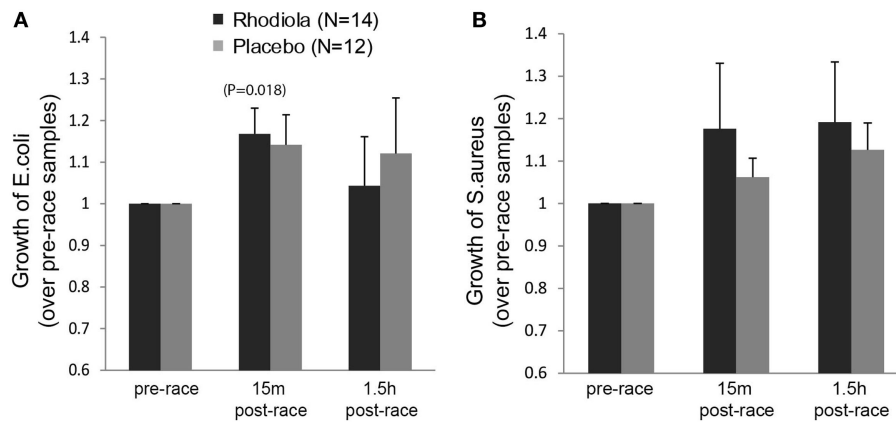 A
Rhodiola (N=14)
Placebo (N=12)
Growth of E.coli
(over pre-race samples)
1.4
1.3
1.2
1.1
1
0.9
0.8
0.7
0.6
(P=0.018)
pre-race
15m
post-race
1.5h
post-race
B
Growth of S.aureus
(over pre-race samples)
1.4
1.3
1.2
1.1
1
0.9
0.8
0.7
0.6
pre-race
15m
post-race
1.5h
post-race